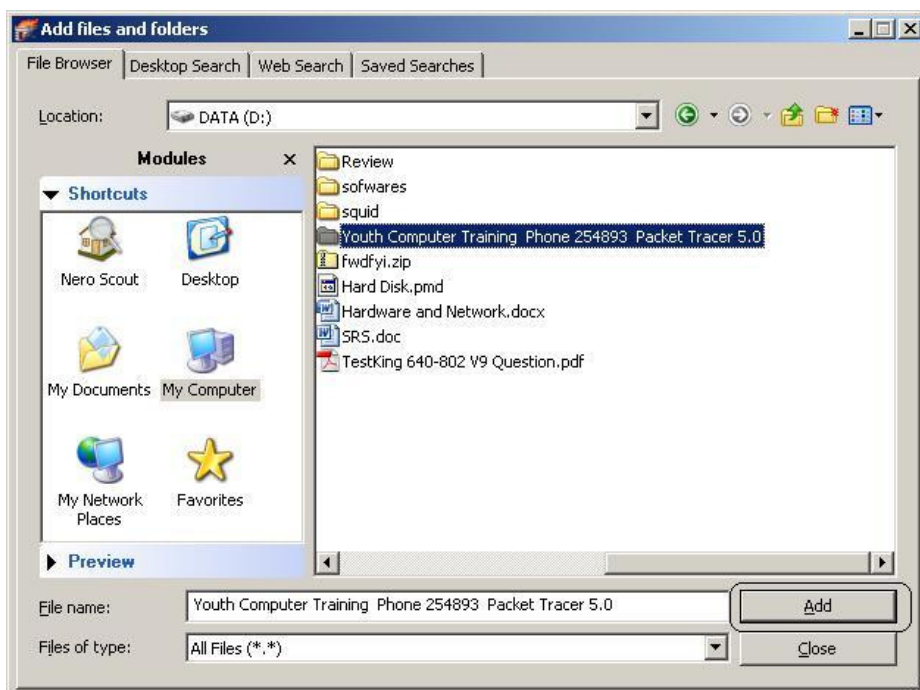 Add files and folders
File Browser Desktop Search Web Search Saved Searches
Location: DATA (D:)
Modules
Shortcuts
Nero Scout Desktop
My Documents My Computer
My Network Places Favorites
Preview
Review
sofwares
squid
Youth Computer Training Phone 254893 Packet Tracer 5.0
fwdfyi.zip
Hard Disk.pmd
Hardware and Network.docx
SRS.doc
TestKing 640-802 V9 Question.pdf
File name: Youth Computer Training Phone 254893 Packet Tracer 5.0 Add
Files of type: All Files (*.*) Close